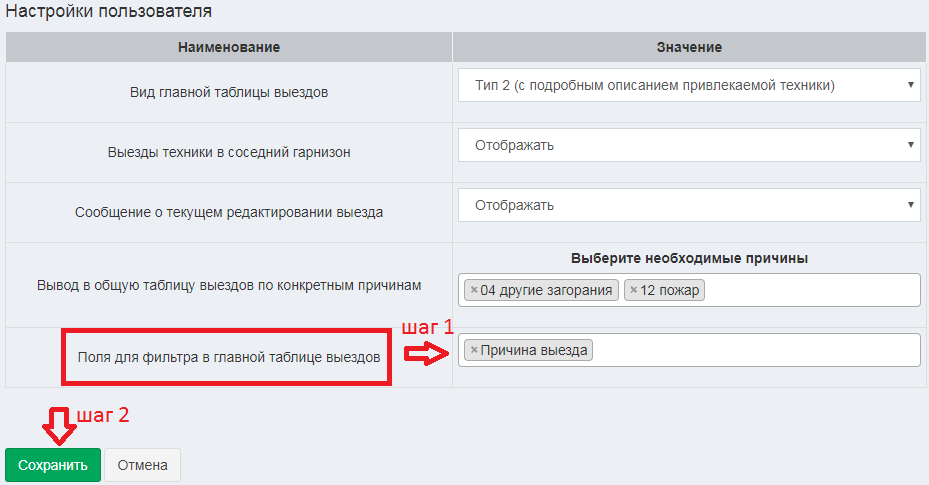 Настройки пользователя
Наименование
Значение
Вид главной таблицы выездов
Тип 2 (с подробным описанием привлекаемой техники)
Выезды техники в соседний гарнизон
Отображать
Сообщение о текущем редактировании выезда
Отображать
Вывод в общую таблицу выездов по конкретным причинам
Выберите необходимые причины
×04 другие загорания ×12 пожар
шаг 1
Поля для фильтра в главной таблице выездов
×Причина выезда
шаг 2
Сохранить
Отмена